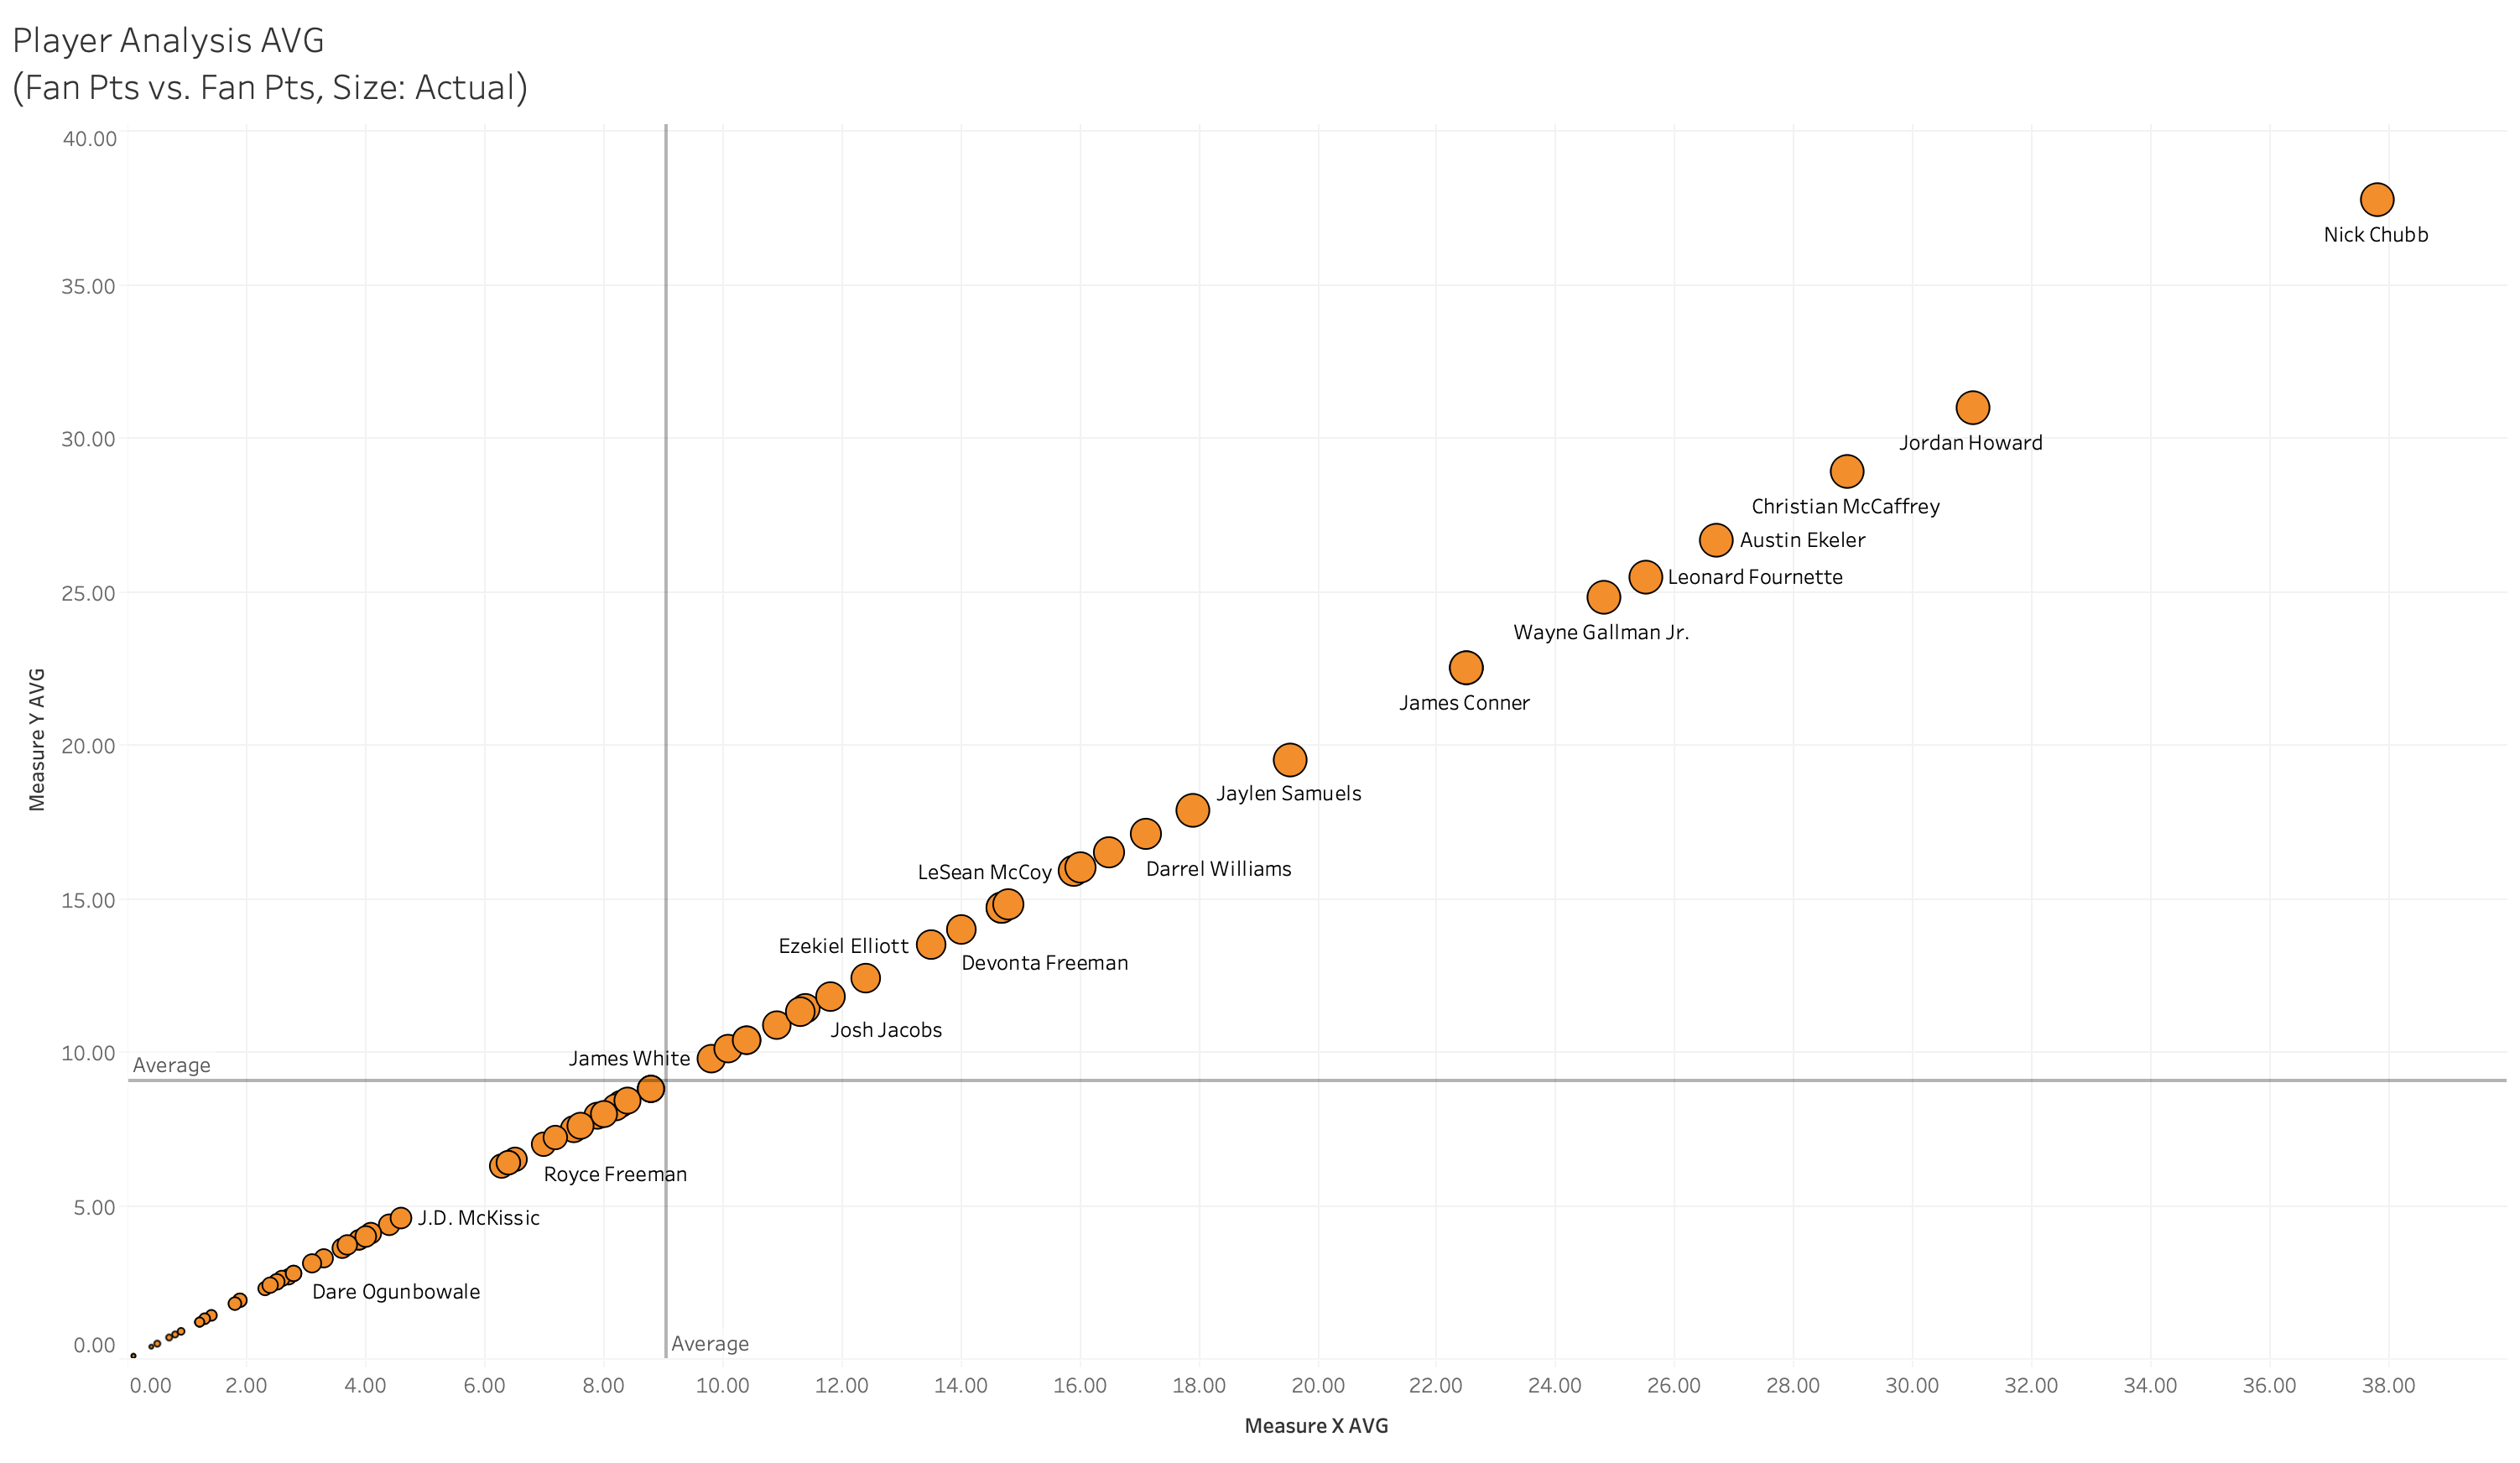 Player Analysis AVG
(Fan Pts vs. Fan Pts, Size: Actual)
40.00
35.00
30.00
25.00
20.00
15.00
10.00
5.00
0.00
Measure Y AVG
Nick Chubb
Jordan Howard
Christian McCaffrey
Austin Ekeler
Leonard Fournette
Wayne Gallman Jr.
James Conner
Jaylen Samuels
LeSean McCoy
Darrel Williams
Ezekiel Elliott
Devonta Freeman
Josh Jacobs
James White
Average
Royce Freeman
J.D. McKissic
Dare Ogunbowale
Average
0.00 2.00 4.00 6.00 8.00 10.00 12.00 14.00 16.00 18.00 20.00 22.00 24.00 26.00 28.00 30.00 32.00 34.00 36.00 38.00
Measure X AVG